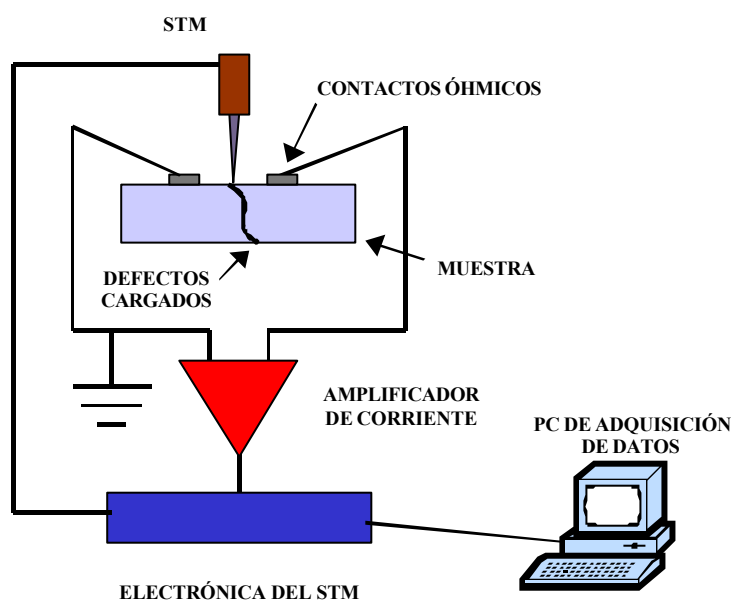 STM
CONTACTOS ÓHMICOS
DEFECTOS
CARGADOS
MUESTRA
AMPLIFICADOR
DE CORRIENTE
PC DE ADQUISICIÓN
DE DATOS
ELECTRÓNICA DEL STM